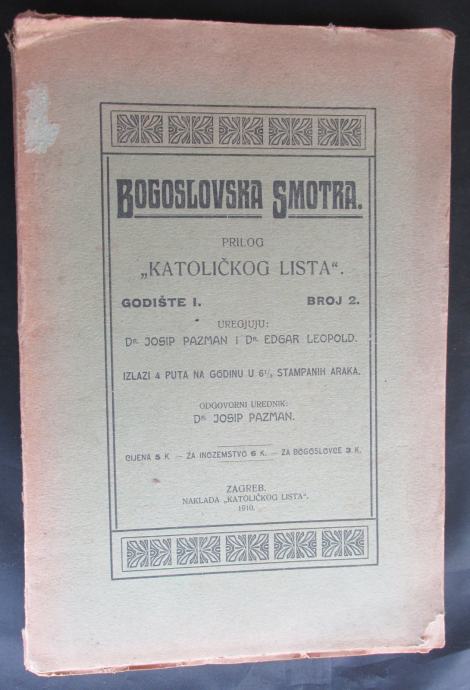 BOGOSLOVSKA SMOTRA.
PRILOG
„KATOLIČKOG LISTA“.
GODIŠTE I. BROJ 2.
UREGJUJU:
DR. JOSIP PAZMAN I DR. EDGAR LEOPOLD.
IZLAZI 4 PUTA NA GODINU U 6½ STAMPANIH ARAKA.
ODGOVORNI UREDNIK:
DR. JOSIP PAZMAN.
CIJENA 5 K. — ZA INOZEMSTVO 6 K. — ZA BOGOSLOVCE 3 K.
ZAGREB.
NAKLADA „KATOLIČKOG LISTA“.
1910.